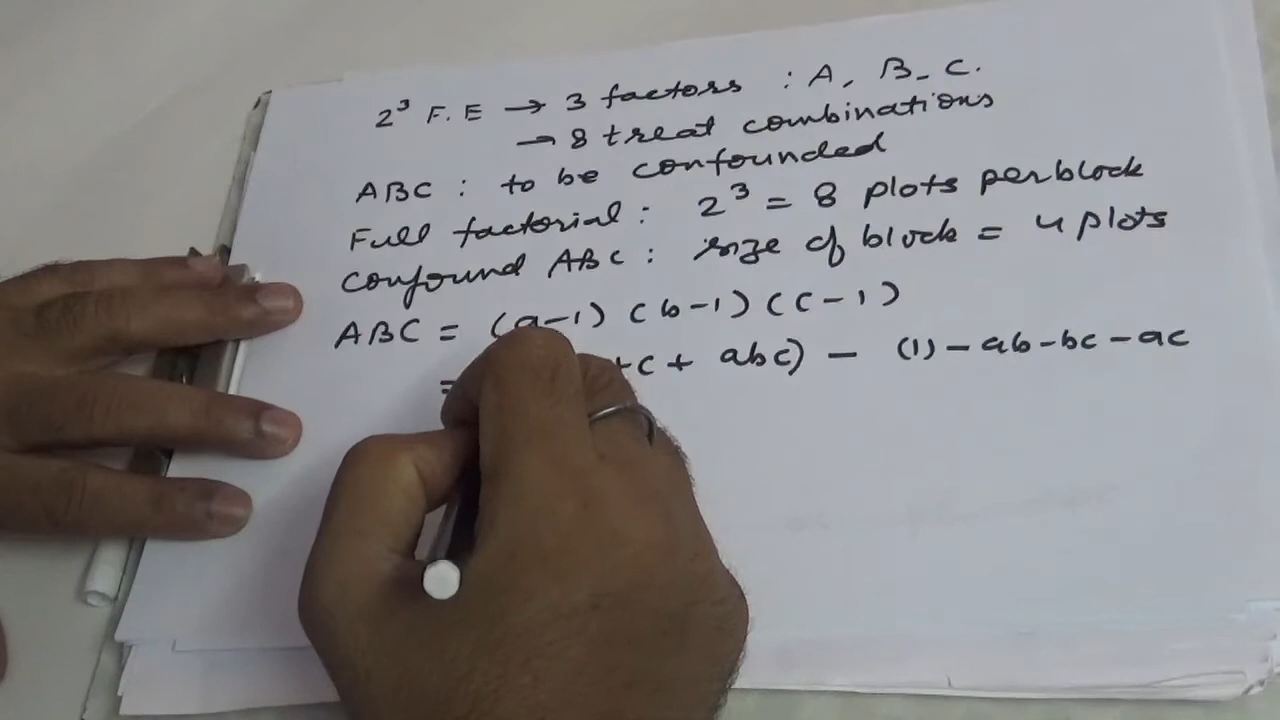 2³ F.E → 3 factors : A, B, C.
→ 8 treat combinations
ABC : to be confounded
Full factorial : 2³ = 8 plots per block
Confound ABC : size of block = 4 plots
ABC = (a-1) (b-1) (c-1)
= +c + abc) - (1) - ab - bc - ac